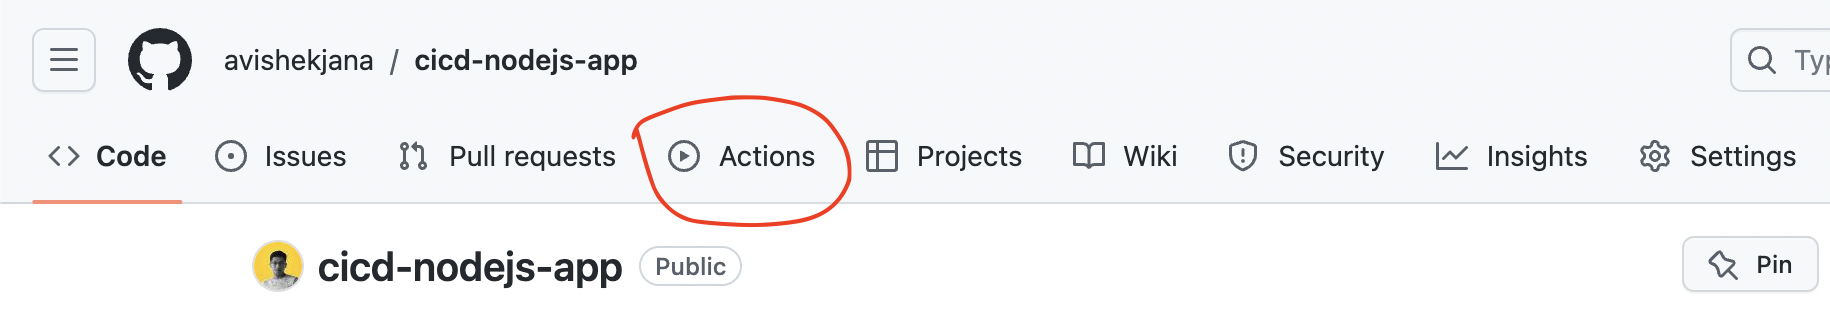 avishekjana / cicd-nodejs-app
Code Issues Pull requests Actions Projects Wiki Security Insights Settings
cicd-nodejs-app Public Pin